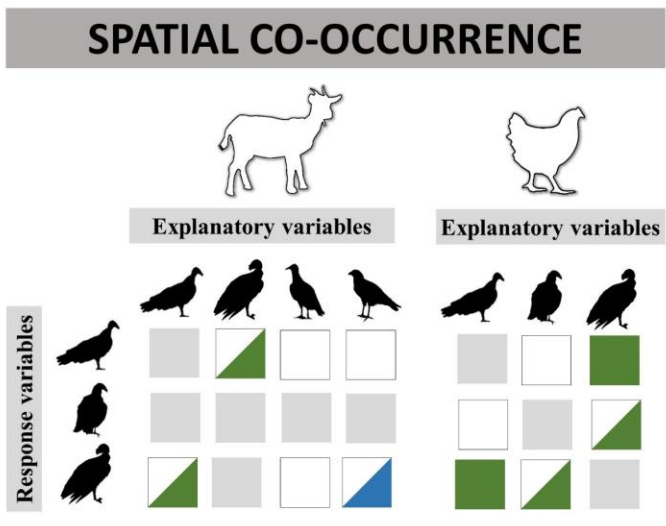 SPATIAL CO-OCCURRENCE
Explanatory variables
Explanatory variables
Response variables